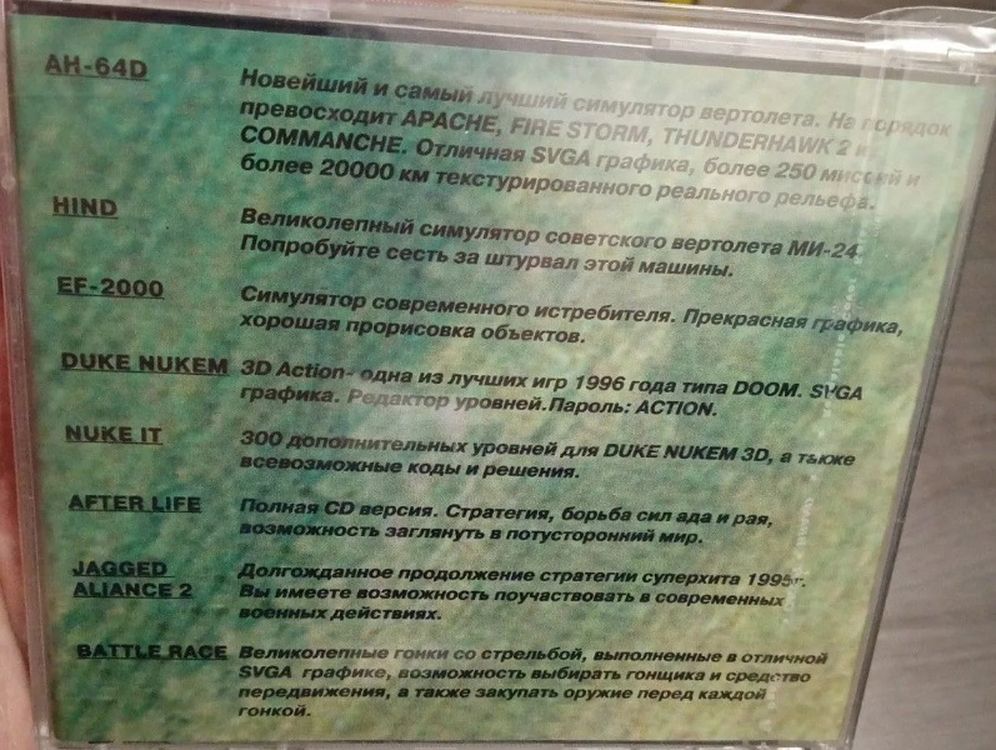 AH-64D
Новейший и самый лучший симулятор вертолета. На порядок
превосходит APACHE, FIRE STORM, THUNDERHAWK 2 и
COMMANCHE. Отличная SVGA графика, более 250 миссий и
более 20000 км текстурированного реального рельефа.
HIND
Великолепный симулятор советского вертолета МИ-24.
Попробуйте сесть за штурвал этой машины.
EF-2000
Симулятор современного истребителя. Прекрасная графика,
хорошая прорисовка объектов.
DUKE NUKEM
3D Action- одна из лучших игр 1996 года типа DOOM. SVGA
графика. Редактор уровней.Пароль: ACTION.
NUKE IT
300 дополнительных уровней для DUKE NUKEM 3D, а также
всевозможные коды и решения.
AFTER LIFE
Полная CD версия. Стратегия, борьба сил ада и рая,
возможность заглянуть в потусторонний мир.
JAGGED
ALIANCE 2
Долгожданное продолжение стратегии суперхита 1995г.
Вы имеете возможность поучаствовать в современных
военных действиях.
BATTLE RACE
Великолепные гонки со стрельбой, выполненные в отличной
SVGA графике, возможность выбирать гонщика и средство
передвижения, а также закупать оружие перед каждой
гонкой.